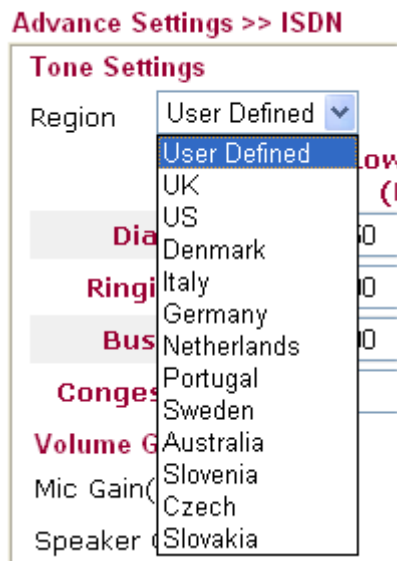 Advance Settings >> ISDN
Tone Settings
Region User Defined
User Defined
UK
US
Denmark
Italy
Germany
Netherlands
Portugal
Sweden
Australia
Slovenia
Czech
Slovakia
Volume
Mic Gain(
Speaker